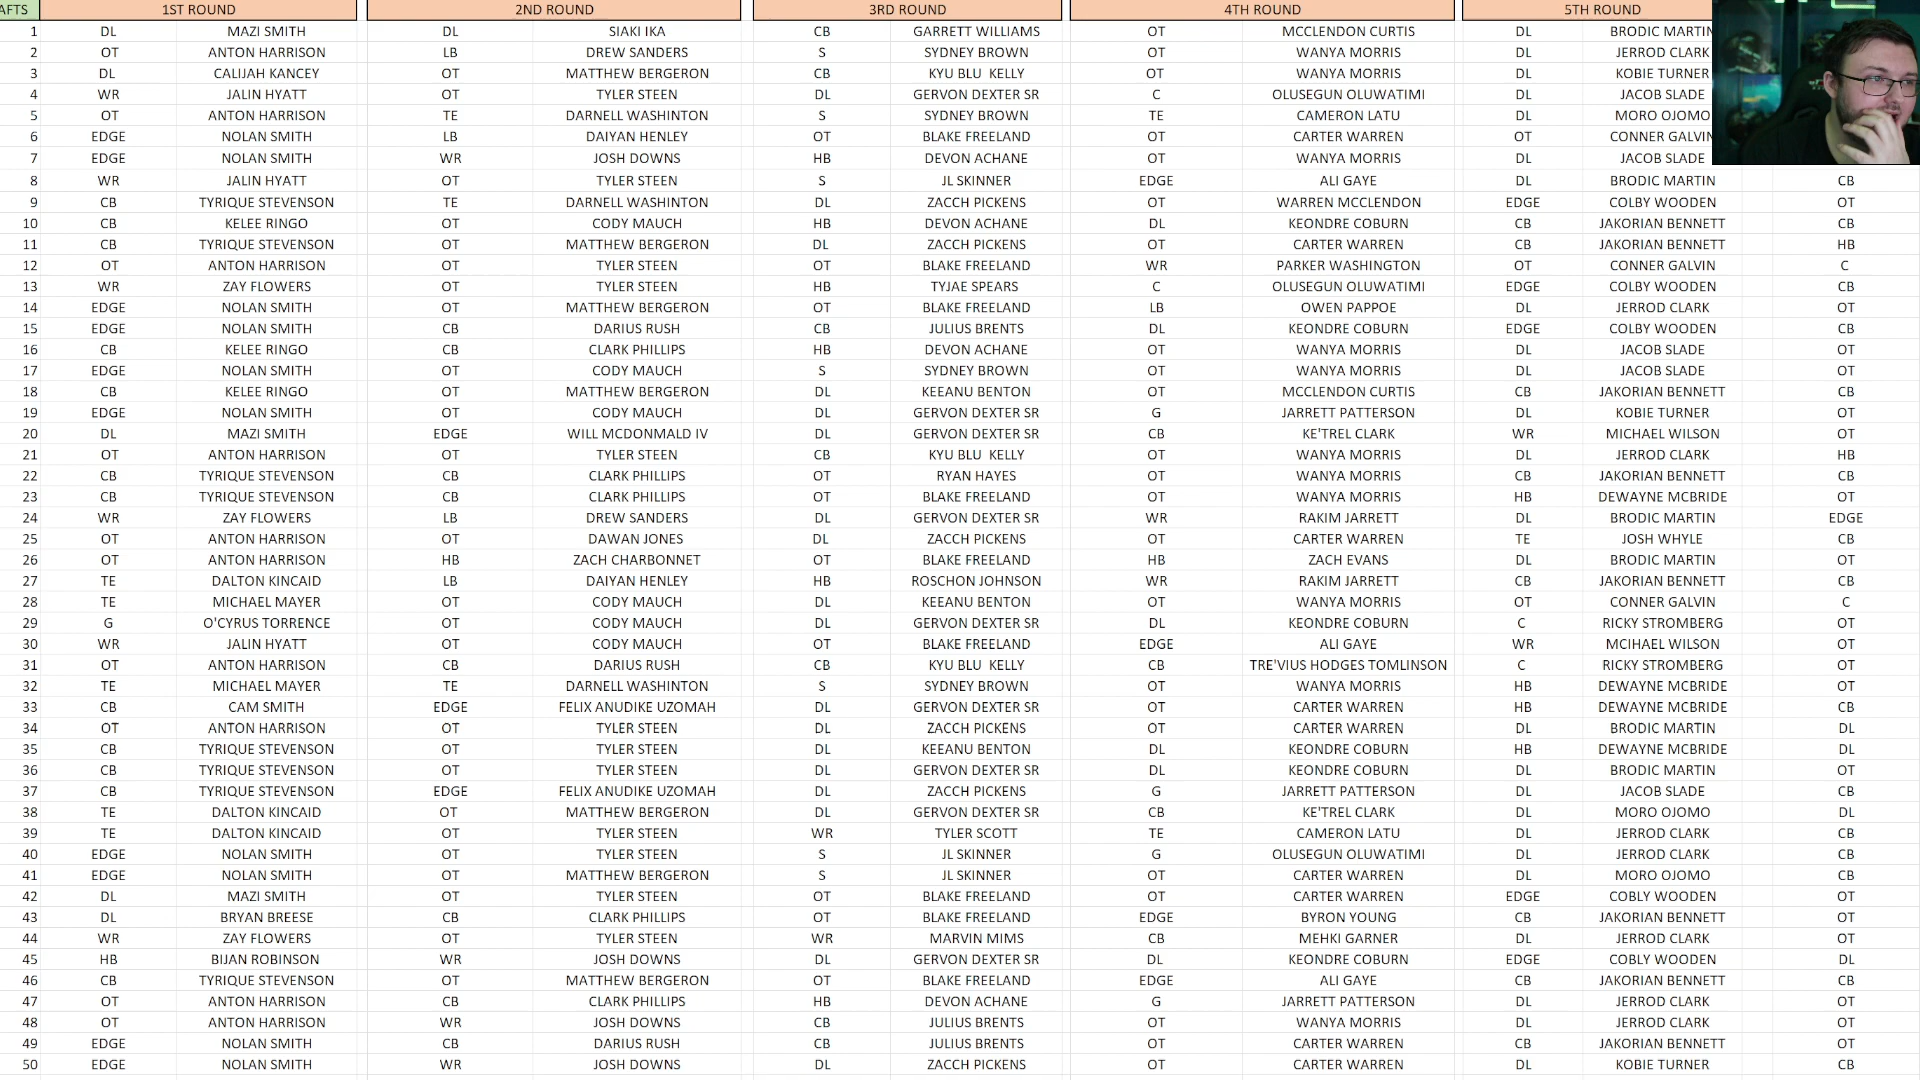 AFTS 1ST ROUND 2ND ROUND 3RD ROUND 4TH ROUND 5TH ROUND
1 DL MAZI SMITH DL SIAKI IKA CB GARRETT WILLIAMS OT MCCLENDON CURTIS DL BRODIC MARTIN
2 OT ANTON HARRISON LB DREW SANDERS S SYDNEY BROWN OT WANYA MORRIS DL JERROD CLARK
3 DL CALIJAH KANCEY OT MATTHEW BERGERON CB KYU BLU KELLY OT WANYA MORRIS DL KOBIE TURNER
4 WR JALIN HYATT OT TYLER STEEN DL GERVON DEXTER SR C OLUSEGUN OLUWATIMI DL JACOB SLADE
5 OT ANTON HARRISON TE DARNELL WASHINTON S SYDNEY BROWN TE CAMERON LATU DL MORO OJOMO
6 EDGE NOLAN SMITH LB DAIYAN HENLEY OT BLAKE FREELAND OT CARTER WARREN OT CONNER GALVIN
7 EDGE NOLAN SMITH WR JOSH DOWNS HB DEVON ACHANE OT WANYA MORRIS DL JACOB SLADE
8 WR JALIN HYATT OT TYLER STEEN S JL SKINNER EDGE ALI GAYE DL BRODIC MARTIN CB
9 CB TYRIQUE STEVENSON TE DARNELL WASHINTON DL ZACCH PICKENS OT WARREN MCCLENDON EDGE COLBY WOODEN OT
10 CB KELEE RINGO OT CODY MAUCH HB DEVON ACHANE DL KEONDRE COBURN CB JAKORIAN BENNETT CB
11 CB TYRIQUE STEVENSON OT MATTHEW BERGERON DL ZACCH PICKENS OT CARTER WARREN CB JAKORIAN BENNETT HB
12 OT ANTON HARRISON OT TYLER STEEN OT BLAKE FREELAND WR PARKER WASHINGTON OT CONNER GALVIN C
13 WR ZAY FLOWERS OT TYLER STEEN HB TYJAE SPEARS C OLUSEGUN OLUWATIMI EDGE COLBY WOODEN CB
14 EDGE NOLAN SMITH OT MATTHEW BERGERON OT BLAKE FREELAND LB OWEN PAPPOE DL JERROD CLARK OT
15 EDGE NOLAN SMITH CB DARIUS RUSH CB JULIUS BRENTS DL KEONDRE COBURN EDGE COLBY WOODEN CB
16 CB KELEE RINGO CB CLARK PHILLIPS HB DEVON ACHANE OT WANYA MORRIS DL JACOB SLADE OT
17 EDGE NOLAN SMITH OT CODY MAUCH S SYDNEY BROWN OT WANYA MORRIS DL JACOB SLADE OT
18 CB KELEE RINGO OT MATTHEW BERGERON DL KEEANU BENTON OT MCCLENDON CURTIS CB JAKORIAN BENNETT CB
19 EDGE NOLAN SMITH OT CODY MAUCH DL GERVON DEXTER SR G JARRETT PATTERSON DL KOBIE TURNER OT
20 DL MAZI SMITH EDGE WILL MCDONMALD IV DL GERVON DEXTER SR CB KE'TREL CLARK WR MICHAEL WILSON OT
21 OT ANTON HARRISON OT TYLER STEEN CB KYU BLU KELLY OT WANYA MORRIS DL JERROD CLARK HB
22 CB TYRIQUE STEVENSON CB CLARK PHILLIPS OT RYAN HAYES OT WANYA MORRIS CB JAKORIAN BENNETT CB
23 CB TYRIQUE STEVENSON CB CLARK PHILLIPS OT BLAKE FREELAND OT WANYA MORRIS HB DEWAYNE MCBRIDE OT
24 WR ZAY FLOWERS LB DREW SANDERS DL GERVON DEXTER SR WR RAKIM JARRETT DL BRODIC MARTIN EDGE
25 OT ANTON HARRISON OT DAWAN JONES DL ZACCH PICKENS OT CARTER WARREN TE JOSH WHYLE CB
26 OT ANTON HARRISON HB ZACH CHARBONNET OT BLAKE FREELAND HB ZACH EVANS DL BRODIC MARTIN OT
27 TE DALTON KINCAID LB DAIYAN HENLEY HB ROSCHON JOHNSON WR RAKIM JARRETT CB JAKORIAN BENNETT CB
28 TE MICHAEL MAYER OT CODY MAUCH DL KEEANU BENTON OT WANYA MORRIS OT CONNER GALVIN C
29 G O'CYRUS TORRENCE OT CODY MAUCH DL GERVON DEXTER SR DL KEONDRE COBURN C RICKY STROMBERG OT
30 WR JALIN HYATT OT CODY MAUCH OT BLAKE FREELAND EDGE ALI GAYE WR MCIHAEL WILSON OT
31 OT ANTON HARRISON CB DARIUS RUSH CB KYU BLU KELLY CB TRE'VIUS HODGES TOMLINSON C RICKY STROMBERG OT
32 TE MICHAEL MAYER TE DARNELL WASHINTON S SYDNEY BROWN OT WANYA MORRIS HB DEWAYNE MCBRIDE OT
33 CB CAM SMITH EDGE FELIX ANUDIKE UZOMAH DL GERVON DEXTER SR OT CARTER WARREN HB DEWAYNE MCBRIDE CB
34 OT ANTON HARRISON OT TYLER STEEN DL ZACCH PICKENS OT CARTER WARREN DL BRODIC MARTIN DL
35 CB TYRIQUE STEVENSON OT TYLER STEEN DL KEEANU BENTON DL KEONDRE COBURN HB DEWAYNE MCBRIDE DL
36 CB TYRIQUE STEVENSON OT TYLER STEEN DL GERVON DEXTER SR DL KEONDRE COBURN DL BRODIC MARTIN OT
37 CB TYRIQUE STEVENSON EDGE FELIX ANUDIKE UZOMAH DL ZACCH PICKENS G JARRETT PATTERSON DL JACOB SLADE CB
38 TE DALTON KINCAID OT MATTHEW BERGERON DL GERVON DEXTER SR CB KE'TREL CLARK DL MORO OJOMO DL
39 TE DALTON KINCAID OT TYLER STEEN WR TYLER SCOTT TE CAMERON LATU DL JERROD CLARK CB
40 EDGE NOLAN SMITH OT TYLER STEEN S JL SKINNER G OLUSEGUN OLUWATIMI DL JERROD CLARK CB
41 EDGE NOLAN SMITH OT MATTHEW BERGERON S JL SKINNER OT CARTER WARREN DL MORO OJOMO CB
42 DL MAZI SMITH OT TYLER STEEN OT BLAKE FREELAND OT CARTER WARREN EDGE COBLY WOODEN OT
43 DL BRYAN BREESE CB CLARK PHILLIPS OT BLAKE FREELAND EDGE BYRON YOUNG CB JAKORIAN BENNETT OT
44 WR ZAY FLOWERS OT TYLER STEEN WR MARVIN MIMS CB MEHKI GARNER DL JERROD CLARK OT
45 HB BIJAN ROBINSON WR JOSH DOWNS DL GERVON DEXTER SR DL KEONDRE COBURN EDGE COBLY WOODEN DL
46 CB TYRIQUE STEVENSON OT MATTHEW BERGERON OT BLAKE FREELAND EDGE ALI GAYE CB JAKORIAN BENNETT CB
47 OT ANTON HARRISON CB CLARK PHILLIPS HB DEVON ACHANE G JARRETT PATTERSON DL JERROD CLARK OT
48 OT ANTON HARRISON WR JOSH DOWNS CB JULIUS BRENTS OT WANYA MORRIS DL JERROD CLARK OT
49 EDGE NOLAN SMITH CB DARIUS RUSH CB JULIUS BRENTS OT CARTER WARREN CB JAKORIAN BENNETT OT
50 EDGE NOLAN SMITH WR JOSH DOWNS DL ZACCH PICKENS OT CARTER WARREN DL KOBIE TURNER CB